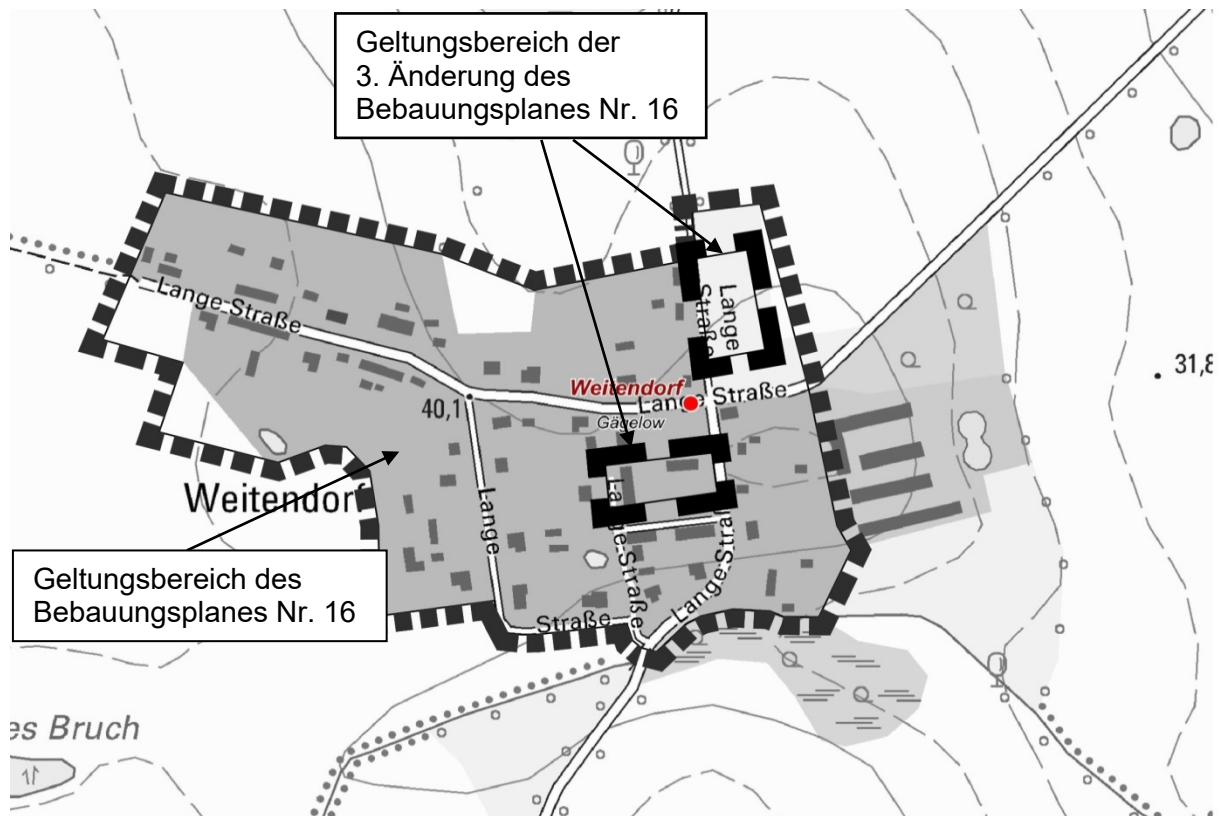 Geltungsbereich der
3. Änderung des
Bebauungsplanes Nr. 16
Lange Straße
Lange
Straße
Weitendorf
Lange Straße
Gägelow
40,1
31,8
Weitendorf
Lange
Lange Straße
Lange Straße
Straße
Geltungsbereich des
Bebauungsplanes Nr. 16
es Bruch